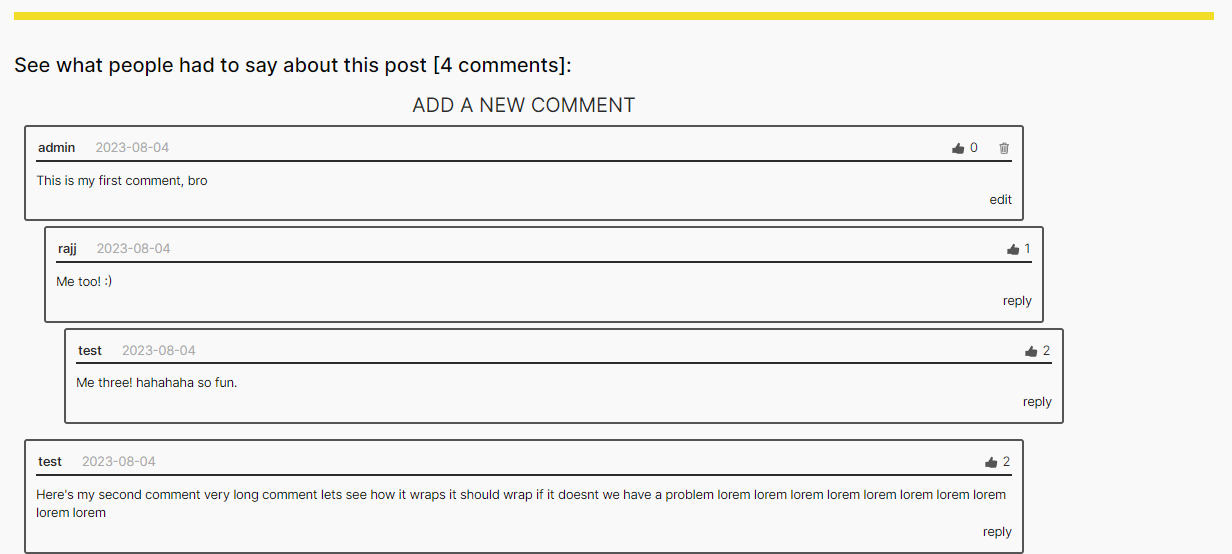 See what people had to say about this post [4 comments]:
ADD A NEW COMMENT
admin 2023-08-04 0
This is my first comment, bro
edit
rajj 2023-08-04 1
Me too! :)
reply
test 2023-08-04 2
Me three! hahahaha so fun.
reply
test 2023-08-04 2
Here's my second comment very long comment lets see how it wraps it should wrap if it doesnt we have a problem lorem lorem lorem lorem lorem lorem lorem lorem
lorem lorem
reply